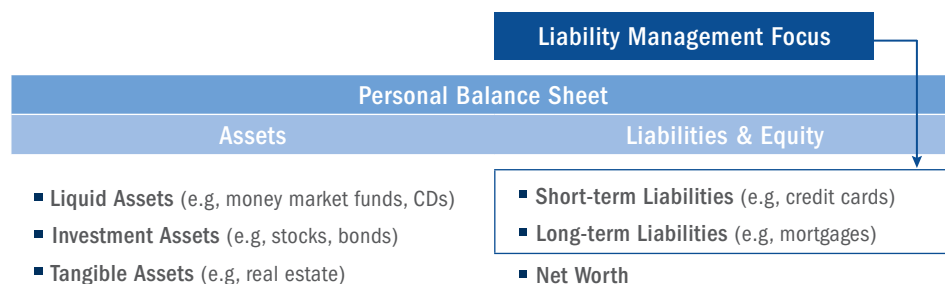 Liability Management Focus
Personal Balance Sheet
Assets
Liabilities & Equity
▪ Liquid Assets (e.g, money market funds, CDs)
▪ Investment Assets (e.g, stocks, bonds)
▪ Tangible Assets (e.g, real estate)
▪ Short-term Liabilities (e.g, credit cards)
▪ Long-term Liabilities (e.g, mortgages)
▪ Net Worth